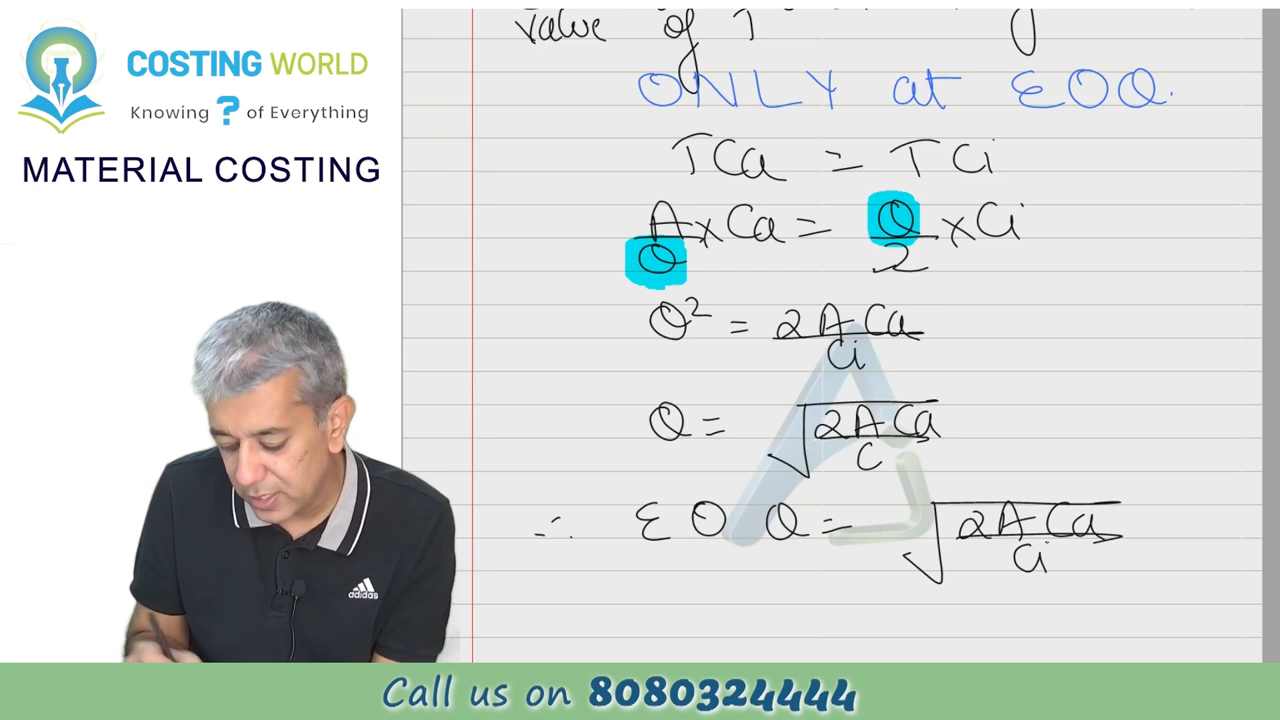 COSTING WORLD
Knowing ? of Everything
MATERIAL COSTING
value of T
ONLY at EOQ.
TCa = TCi
A/Q x Ca = Q/2 x Ci
Q² = 2ACa/Ci
Q = √2ACa/C
∴ EOQ = √2ACa/Ci
adidas
Call us on 8080324444